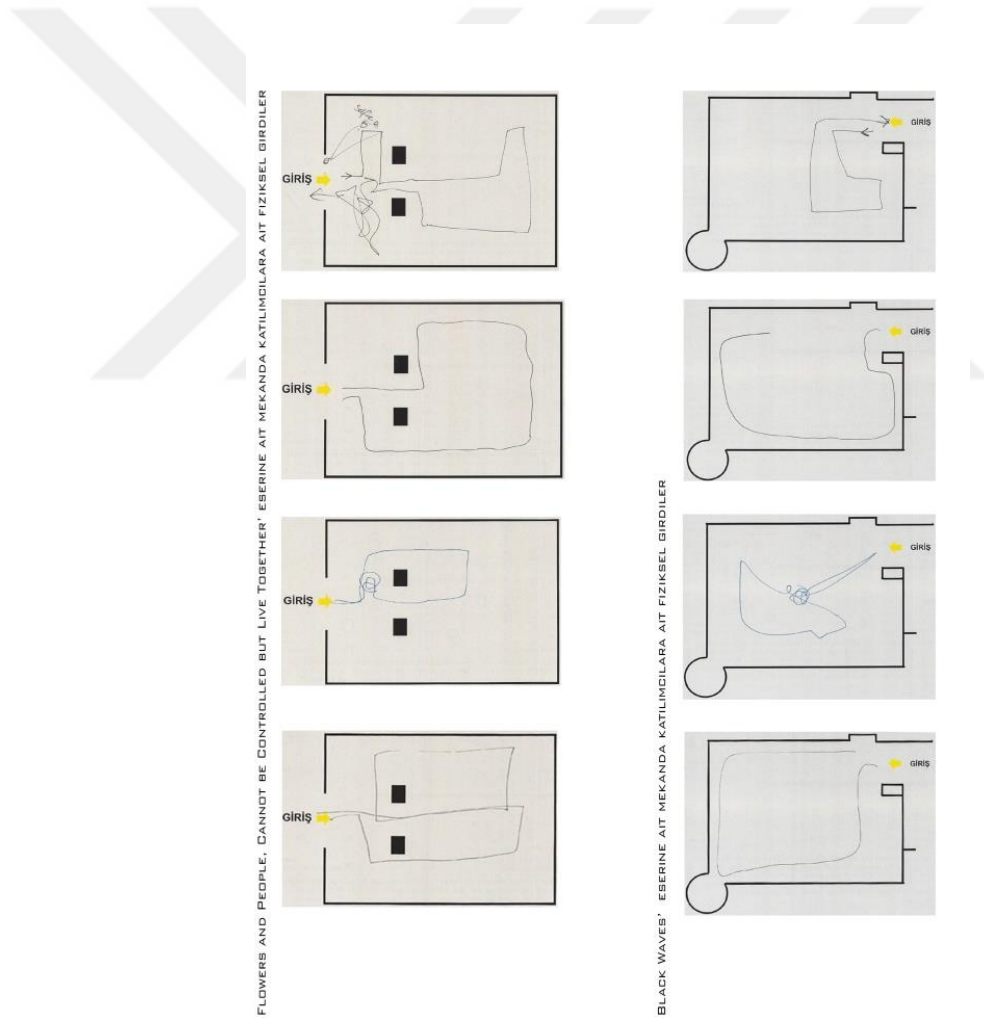 FLOWERS AND PEOPLE, CANNOT BE CONTROLLED BUT LIVE TOGETHER' ESERINE AIT MEKANDA KATILIMCILARA AIT FIZIKSEL GIRDILER
GİRİŞ
GİRİŞ
GİRİŞ
GİRİŞ
BLACK WAVES' ESERINE AIT MEKANDA KATILIMCILARA AIT FIZIKSEL GIRDILER
GİRİŞ
GİRİŞ
GİRİŞ
GİRİŞ